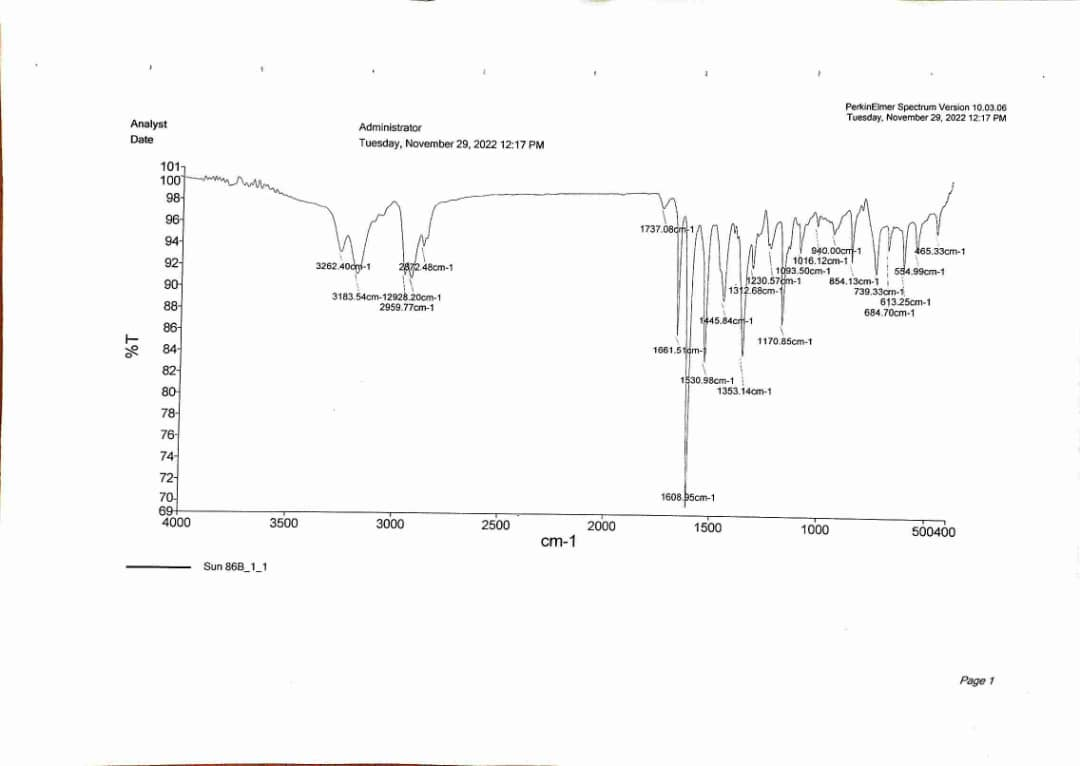 PerkinElmer Spectrum Version 10.03.06
Tuesday, November 29, 2022 12:17 PM
Analyst
Administrator
Date
Tuesday, November 29, 2022 12:17 PM
101
100
98
96
94
92
90
88
86
84
82
80
78
76
74
72
70
69
%T
1737.08cm-1
3262.40cm-1
2872.48cm-1
3183.54cm-1
2928.20cm-1
2959.77cm-1
1661.51cm-1
1608.95cm-1
1530.98cm-1
1445.84cm-1
1353.14cm-1
1312.68cm-1
1230.57cm-1
1170.85cm-1
1093.50cm-1
1016.12cm-1
940.00cm-1
854.13cm-1
739.33cm-1
684.70cm-1
613.25cm-1
554.99cm-1
465.33cm-1
4000 3500 3000 2500 2000 1500 1000 500 400
cm-1
Sun 86B_1_1
Page 1